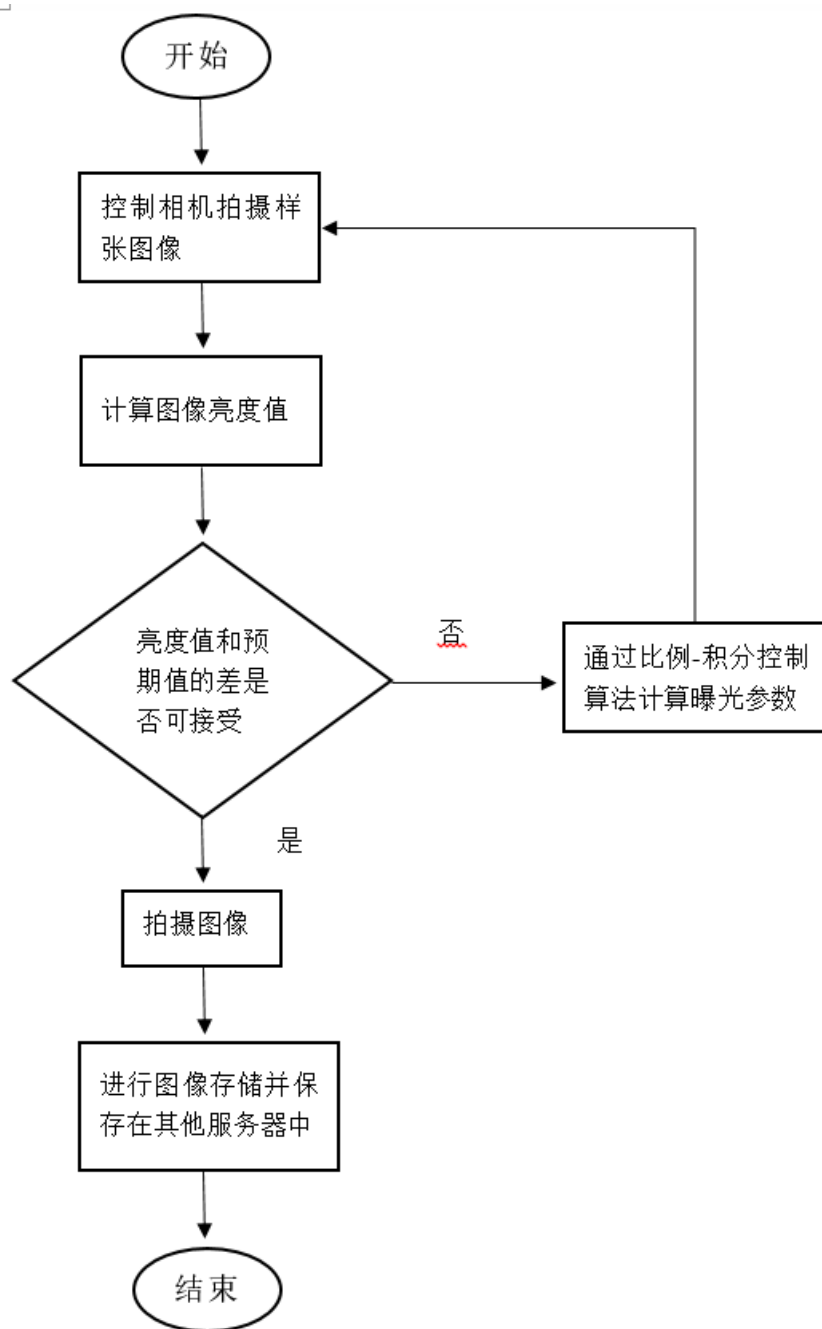 开始
控制相机拍摄样
张图像
计算图像亮度值
亮度值和预
期值的差是
否可接受
否
通过比例-积分控制
算法计算曝光参数
是
拍摄图像
进行图像存储并保
存在其他服务器中
结束